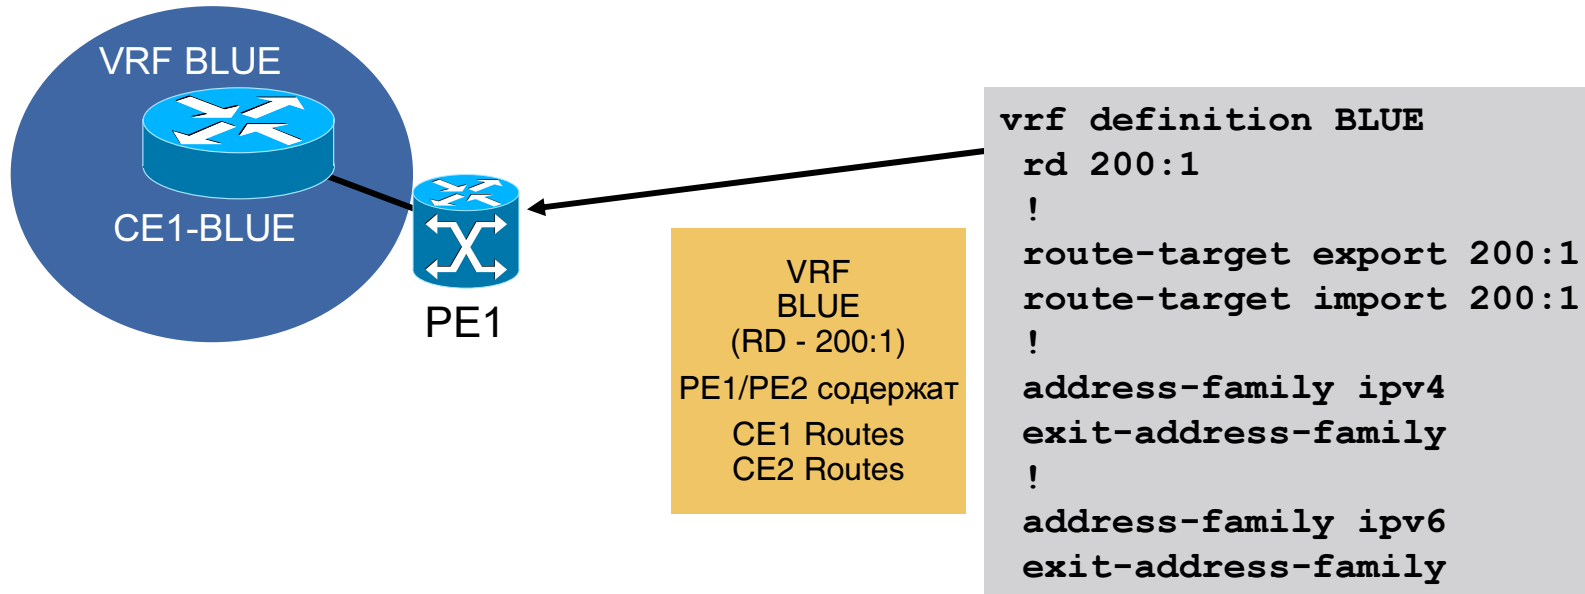 VRF BLUE
CE1-BLUE
PE1
VRF
BLUE
(RD - 200:1)
PE1/PE2 содержат
CE1 Routes
CE2 Routes
vrf definition BLUE
rd 200:1
!
route-target export 200:1
route-target import 200:1
!
address-family ipv4
exit-address-family
!
address-family ipv6
exit-address-family